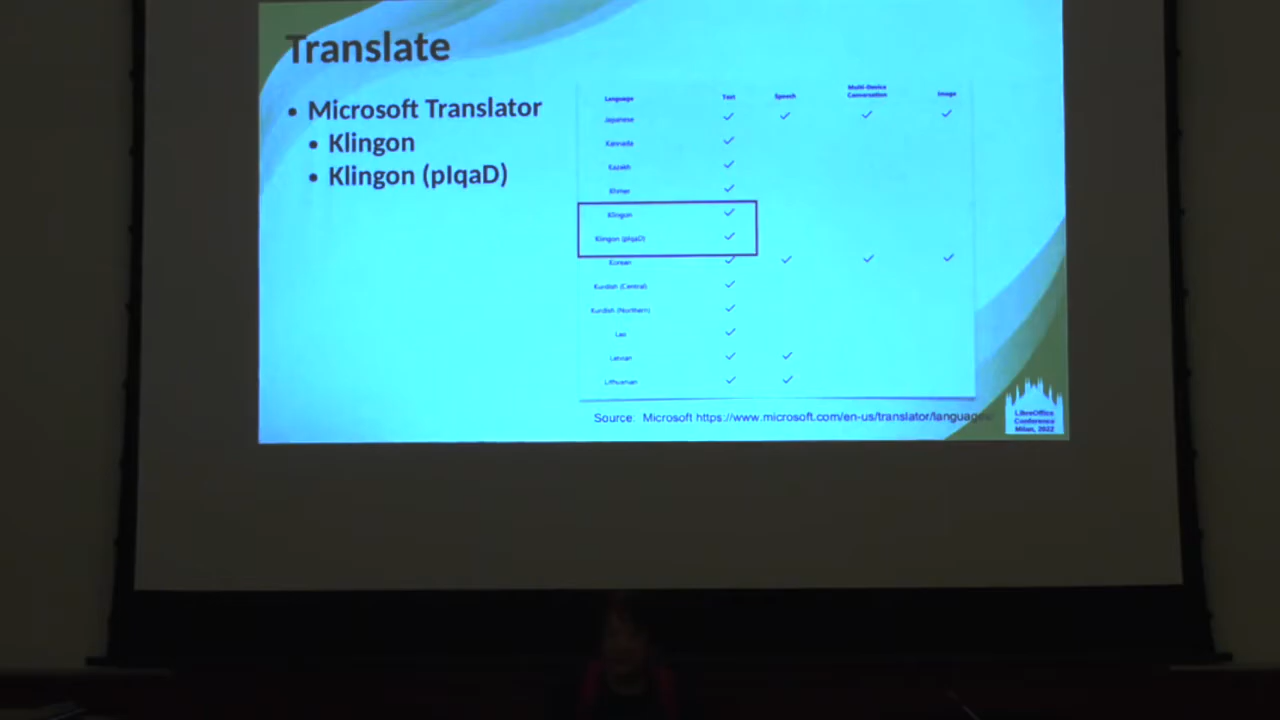 Translate
• Microsoft Translator
• Klingon
• Klingon (pIqaD)
Language Text Speech Multi-Device Conversation Image
Japanese ✓ ✓ ✓ ✓
Kannada ✓
Kazakh ✓
Khmer ✓
Klingon ✓
Klingon (pIqaD) ✓
Korean ✓ ✓ ✓ ✓
Kurdish (Central) ✓
Kurdish (Northern) ✓
Lao ✓
Latvian ✓ ✓
Lithuanian ✓ ✓
Source: Microsoft https://www.microsoft.com/en-us/translator/languages/
LibreOffice
Conference
Milan, 2022